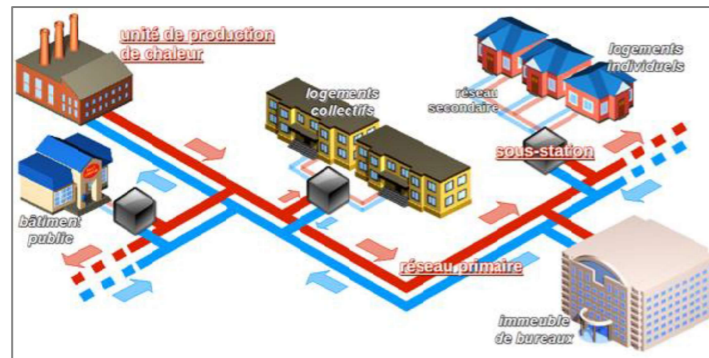 unité de production
de chaleur
logements
individuels
réseau
secondaire
logements
collectifs
sous-station
bâtiment
public
réseau primaire
immeuble
de bureaux